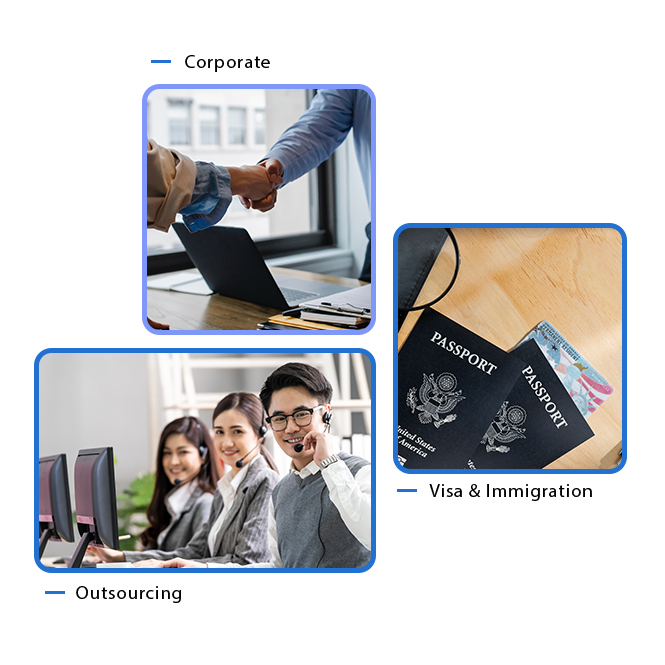 Corporate
PASSPORT
PASSPORT
United States
of America
Visa & Immigration
Outsourcing